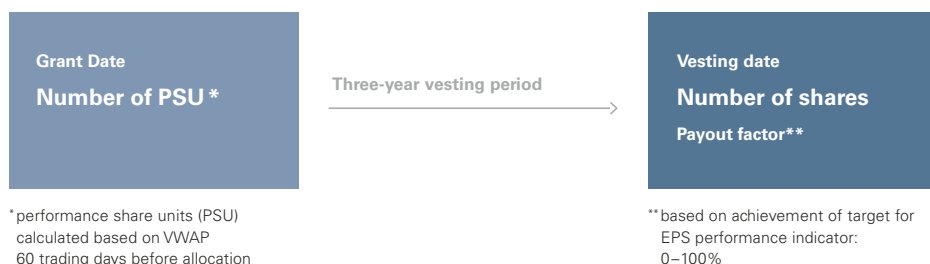 Grant Date
Number of PSU*
Three-year vesting period
Vesting date
Number of shares
Payout factor**
* performance share units (PSU)
calculated based on VWAP
60 trading days before allocation
** based on achievement of target for
EPS performance indicator:
0–100%